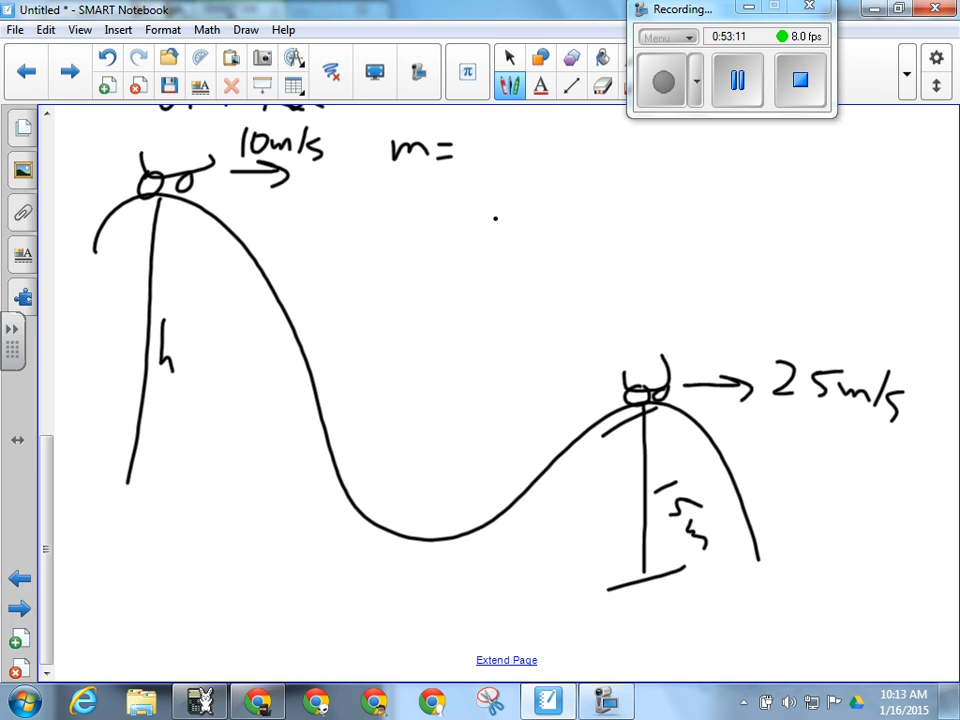 Untitled * - SMART Notebook
Recording...
File Edit View Insert Format Math Draw Help
Menu 0:53:11 8.0 fps
10m/s m=
h
25m/s
5m
Extend Page
10:13 AM
1/16/2015